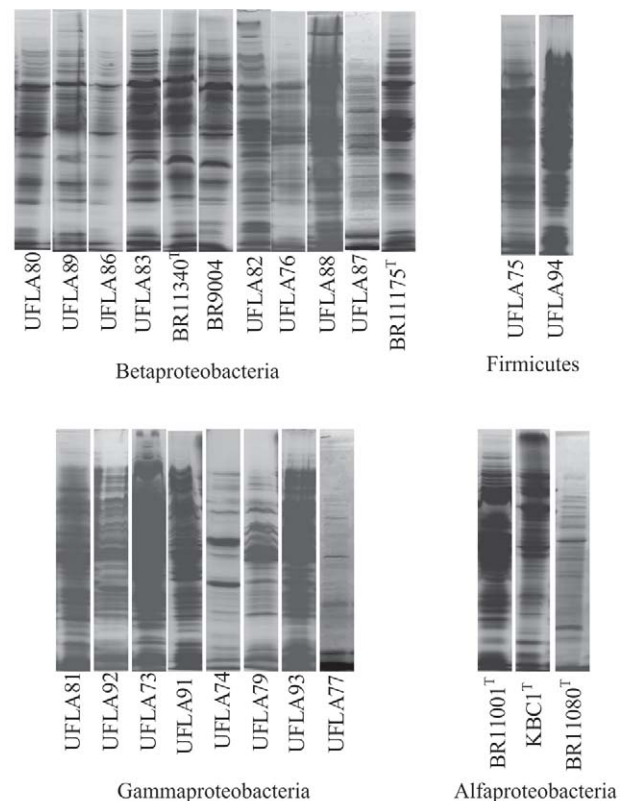 UFLA80
UFLA89
UFLA86
UFLA83
BR11340ᵀ
BR9004
UFLA82
UFLA76
UFLA88
UFLA87
BR11175ᵀ
Betaproteobacteria
UFLA75
UFLA94
Firmicutes
UFLA81
UFLA92
UFLA73
UFLA91
UFLA74
UFLA79
UFLA93
UFLA77
Gammaproteobacteria
BR11001ᵀ
KBC1ᵀ
BR11080ᵀ
Alfaproteobacteria